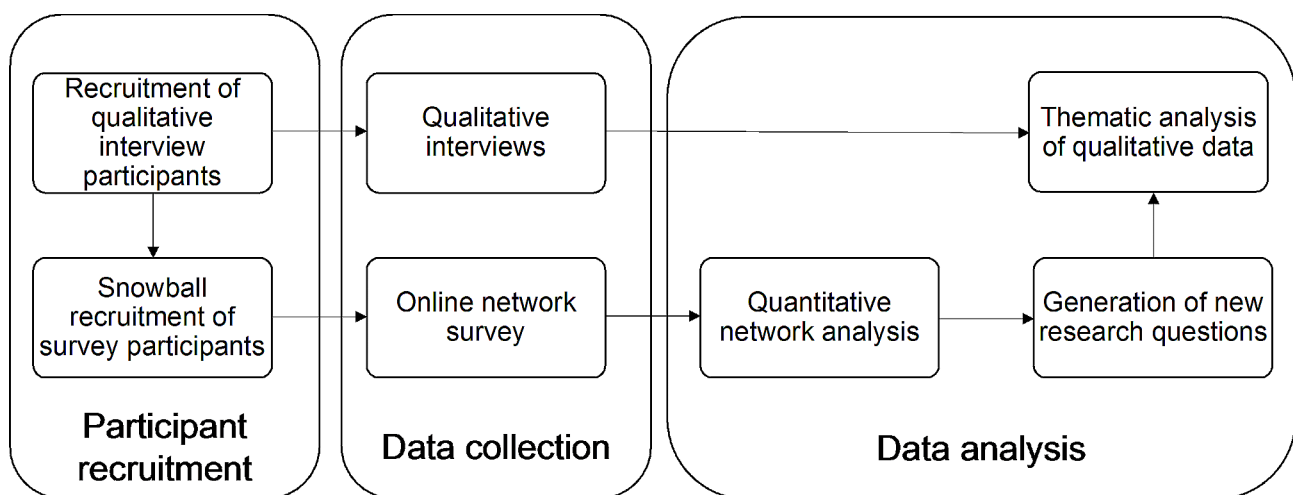 Recruitment of
qualitative
interview
participants
Qualitative
interviews
Thematic analysis
of qualitative data
Snowball
recruitment of
survey participants
Online network
survey
Quantitative
network analysis
Generation of new
research questions
Participant
recruitment
Data collection
Data analysis